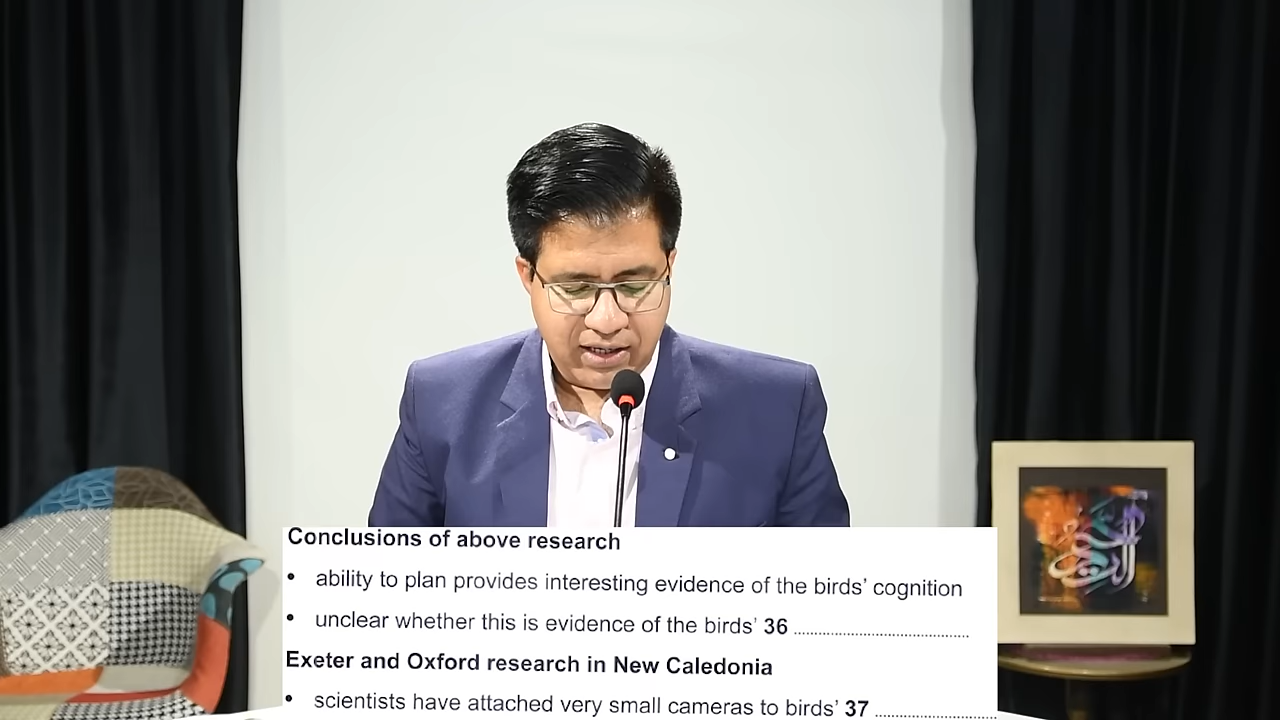 Conclusions of above research
• ability to plan provides interesting evidence of the birds' cognition
• unclear whether this is evidence of the birds' 36 ........................................
Exeter and Oxford research in New Caledonia
• scientists have attached very small cameras to birds' 37 ............................